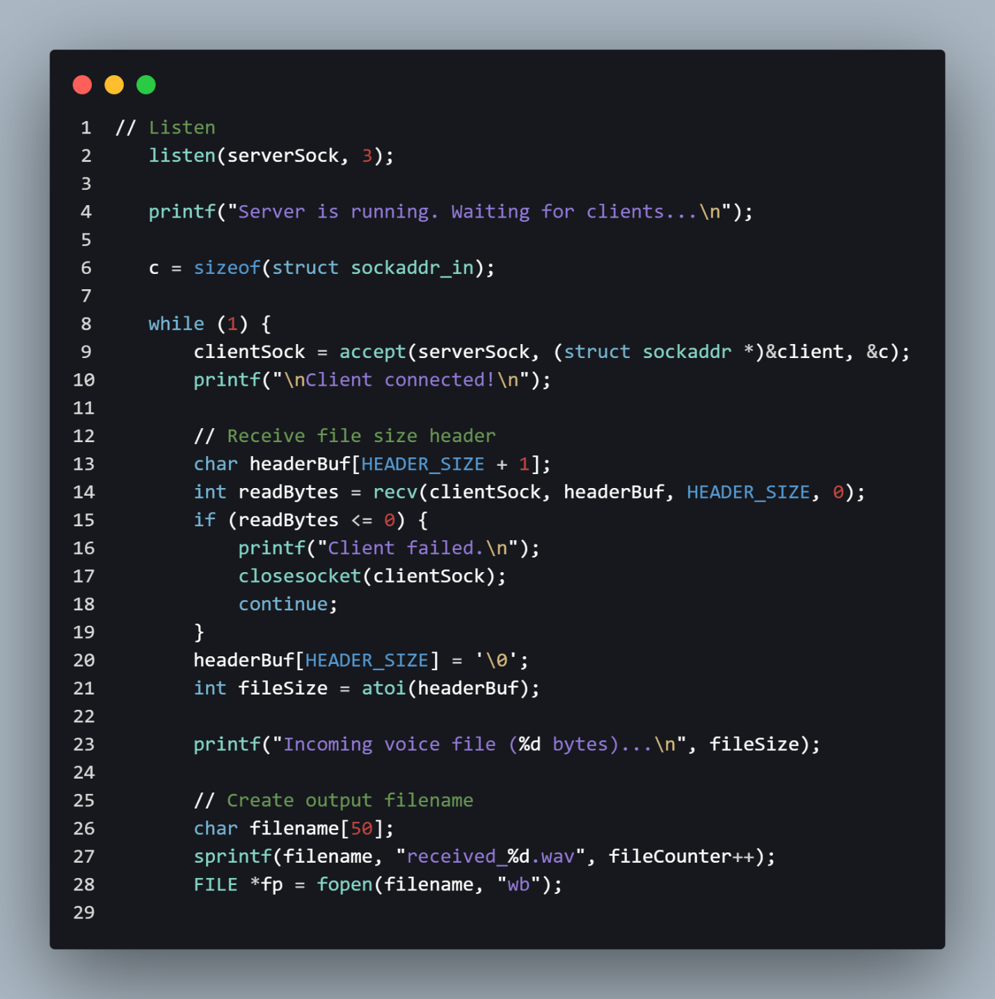 1 // Listen
2    listen(serverSock, 3);
3
4    printf("Server is running. Waiting for clients...\n");
5
6    c = sizeof(struct sockaddr_in);
7
8    while (1) {
9        clientSock = accept(serverSock, (struct sockaddr *)&client, &c);
10        printf("\nClient connected!\n");
11
12        // Receive file size header
13        char headerBuf[HEADER_SIZE + 1];
14        int readBytes = recv(clientSock, headerBuf, HEADER_SIZE, 0);
15        if (readBytes <= 0) {
16            printf("Client failed.\n");
17            closesocket(clientSock);
18            continue;
19        }
20        headerBuf[HEADER_SIZE] = '\0';
21        int fileSize = atoi(headerBuf);
22
23        printf("Incoming voice file (%d bytes)...\n", fileSize);
24
25        // Create output filename
26        char filename[50];
27        sprintf(filename, "received_%d.wav", fileCounter++);
28        FILE *fp = fopen(filename, "wb");
29